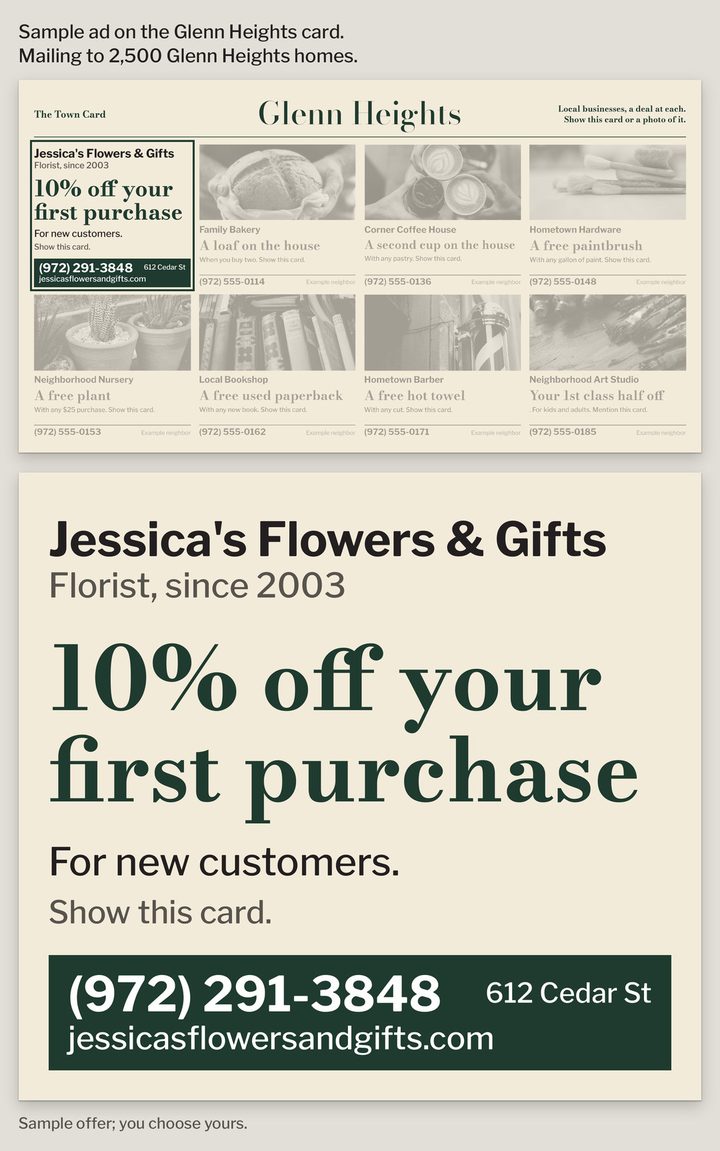 Sample ad on the Glenn Heights card.
Mailing to 2,500 Glenn Heights homes.
The Town Card
Glenn Heights
Local businesses, a deal at each.
Show this card or a photo of it.
Jessica's Flowers & Gifts
Florist, since 2003
10% off your
first purchase
For new customers.
Show this card.
(972) 291-3848 612 Cedar St
jessicasflowersandgifts.com
Family Bakery
A loaf on the house
When you buy two. Show this card.
(972) 555-0114 Example neighbor
Corner Coffee House
A second cup on the house
With any pastry. Show this card.
(972) 555-0136 Example neighbor
Hometown Hardware
A free paintbrush
With any gallon of paint. Show this card.
(972) 555-0148 Example neighbor
Neighborhood Nursery
A free plant
With any $25 purchase. Show this card.
(972) 555-0153 Example neighbor
Local Bookshop
A free used paperback
With any new book. Show this card.
(972) 555-0162 Example neighbor
Hometown Barber
A free hot towel
With any cut. Show this card.
(972) 555-0171 Example neighbor
Neighborhood Art Studio
Your 1st class half off
For kids and adults. Mention this card.
(972) 555-0185 Example neighbor
Jessica's Flowers & Gifts
Florist, since 2003
10% off your
first purchase
For new customers.
Show this card.
(972) 291-3848 612 Cedar St
jessicasflowersandgifts.com
Sample offer; you choose yours.